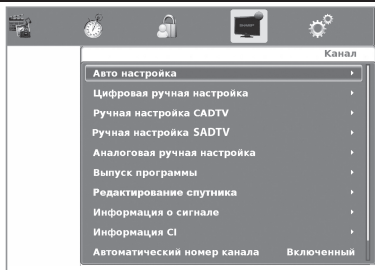 Канал
Авто настройка
Цифровая ручная настройка
Ручная настройка CADTV
Ручная настройка SADTV
Аналоговая ручная настройка
Выпуск программы
Редактирование спутника
Информация о сигнале
Информация CI
Автоматический номер канала Включенный